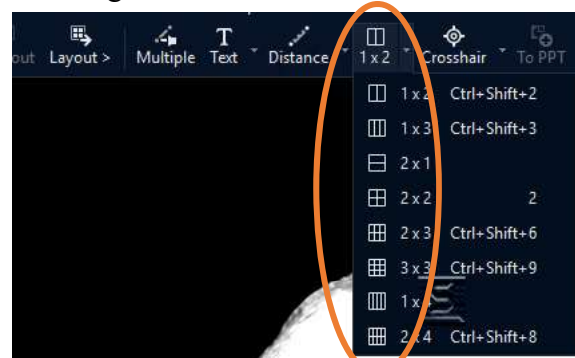 out Layout > Multiple Text Distance 1 x 2 Crosshair To PPT
1 x 2 Ctrl+Shift+2
1 x 3 Ctrl+Shift+3
2 x 1
2 x 2 2
2 x 3 Ctrl+Shift+6
3 x 3 Ctrl+Shift+9
1 x 4
2 x 4 Ctrl+Shift+8